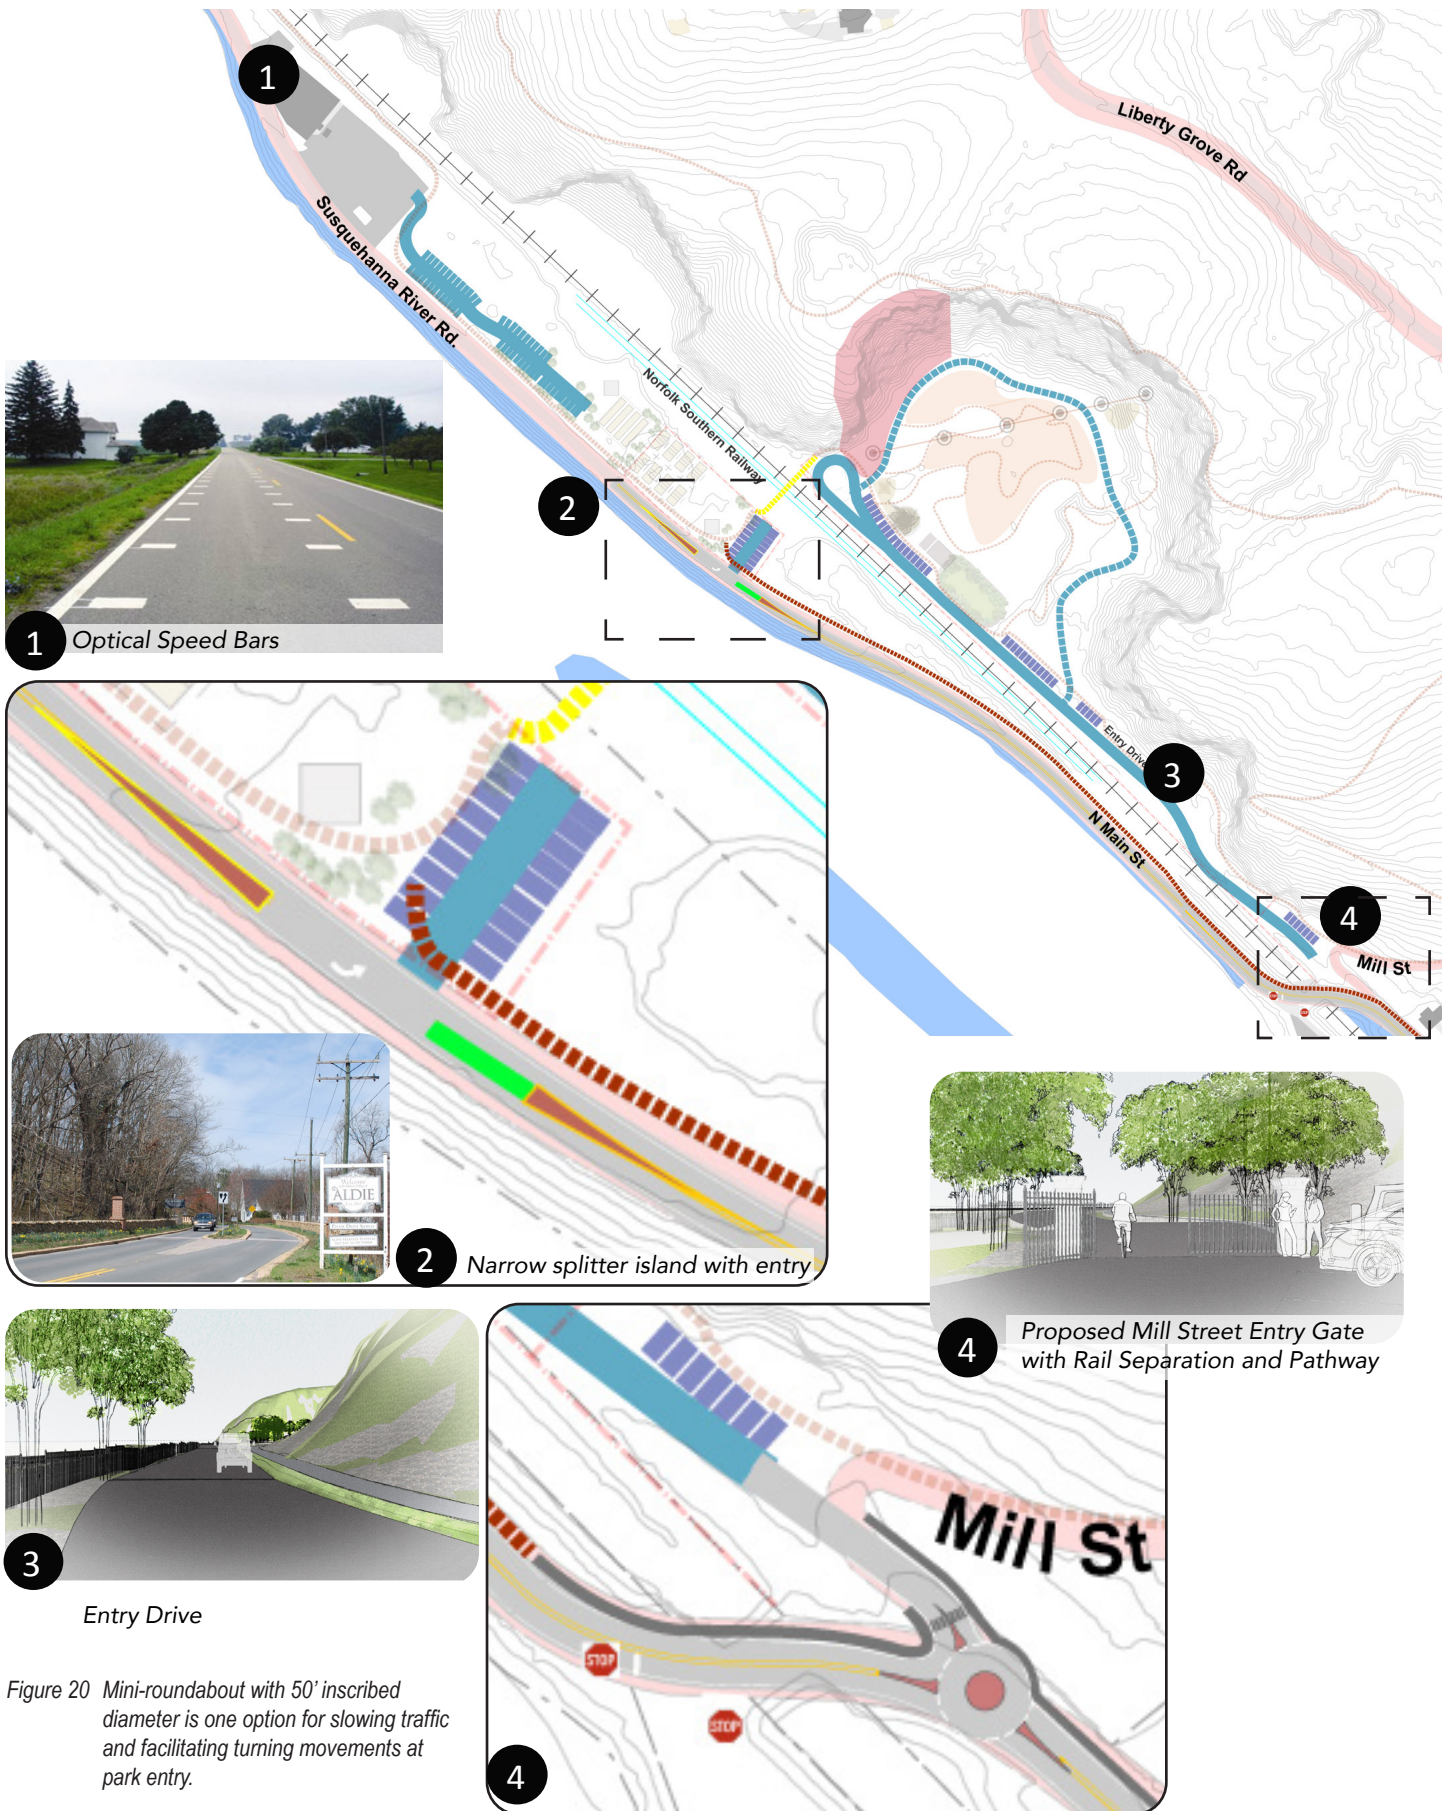 1
Liberty Grove Rd
Susquehanna River Rd.
Norfolk Southern Railway
2
1 Optical Speed Bars
Entry Drive
3
N Main St
4
Mill St
Welcome
ALDIE
2 Narrow splitter island with entry
4 Proposed Mill Street Entry Gate
with Rail Separation and Pathway
3
Entry Drive
Mill St
STOP
STOP
4
Figure 20 Mini-roundabout with 50' inscribed
diameter is one option for slowing traffic
and facilitating turning movements at
park entry.